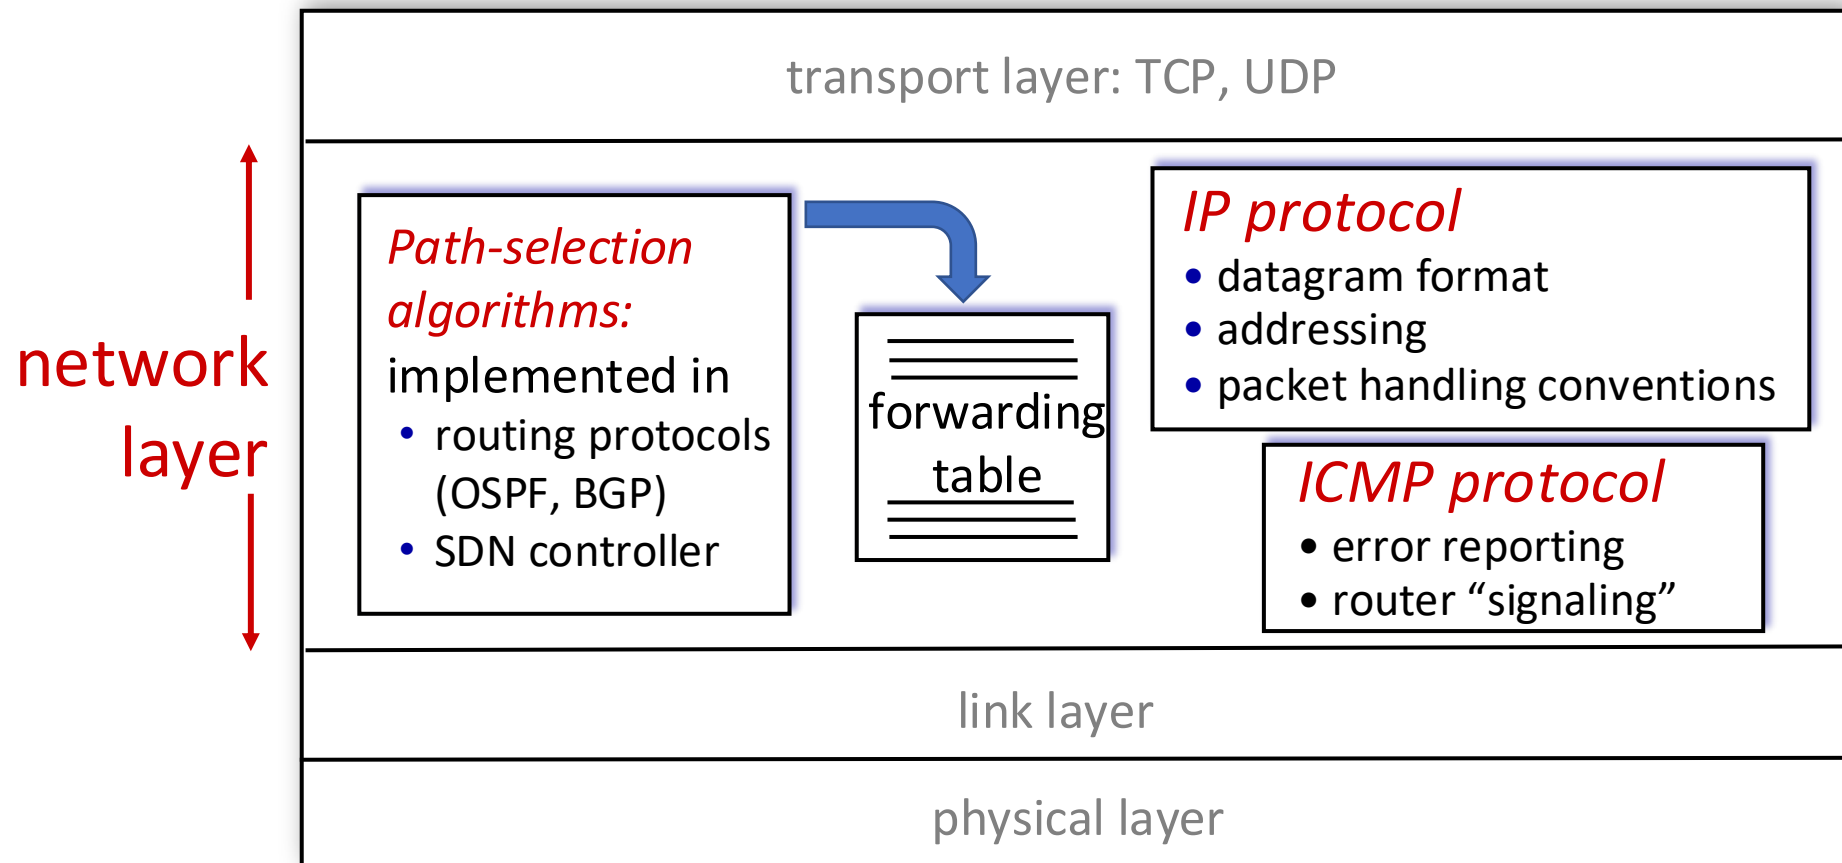 transport layer: TCP, UDP
network
layer
Path-selection
algorithms:
implemented in
• routing protocols
(OSPF, BGP)
• SDN controller
forwarding
table
IP protocol
• datagram format
• addressing
• packet handling conventions
ICMP protocol
• error reporting
• router “signaling”
link layer
physical layer